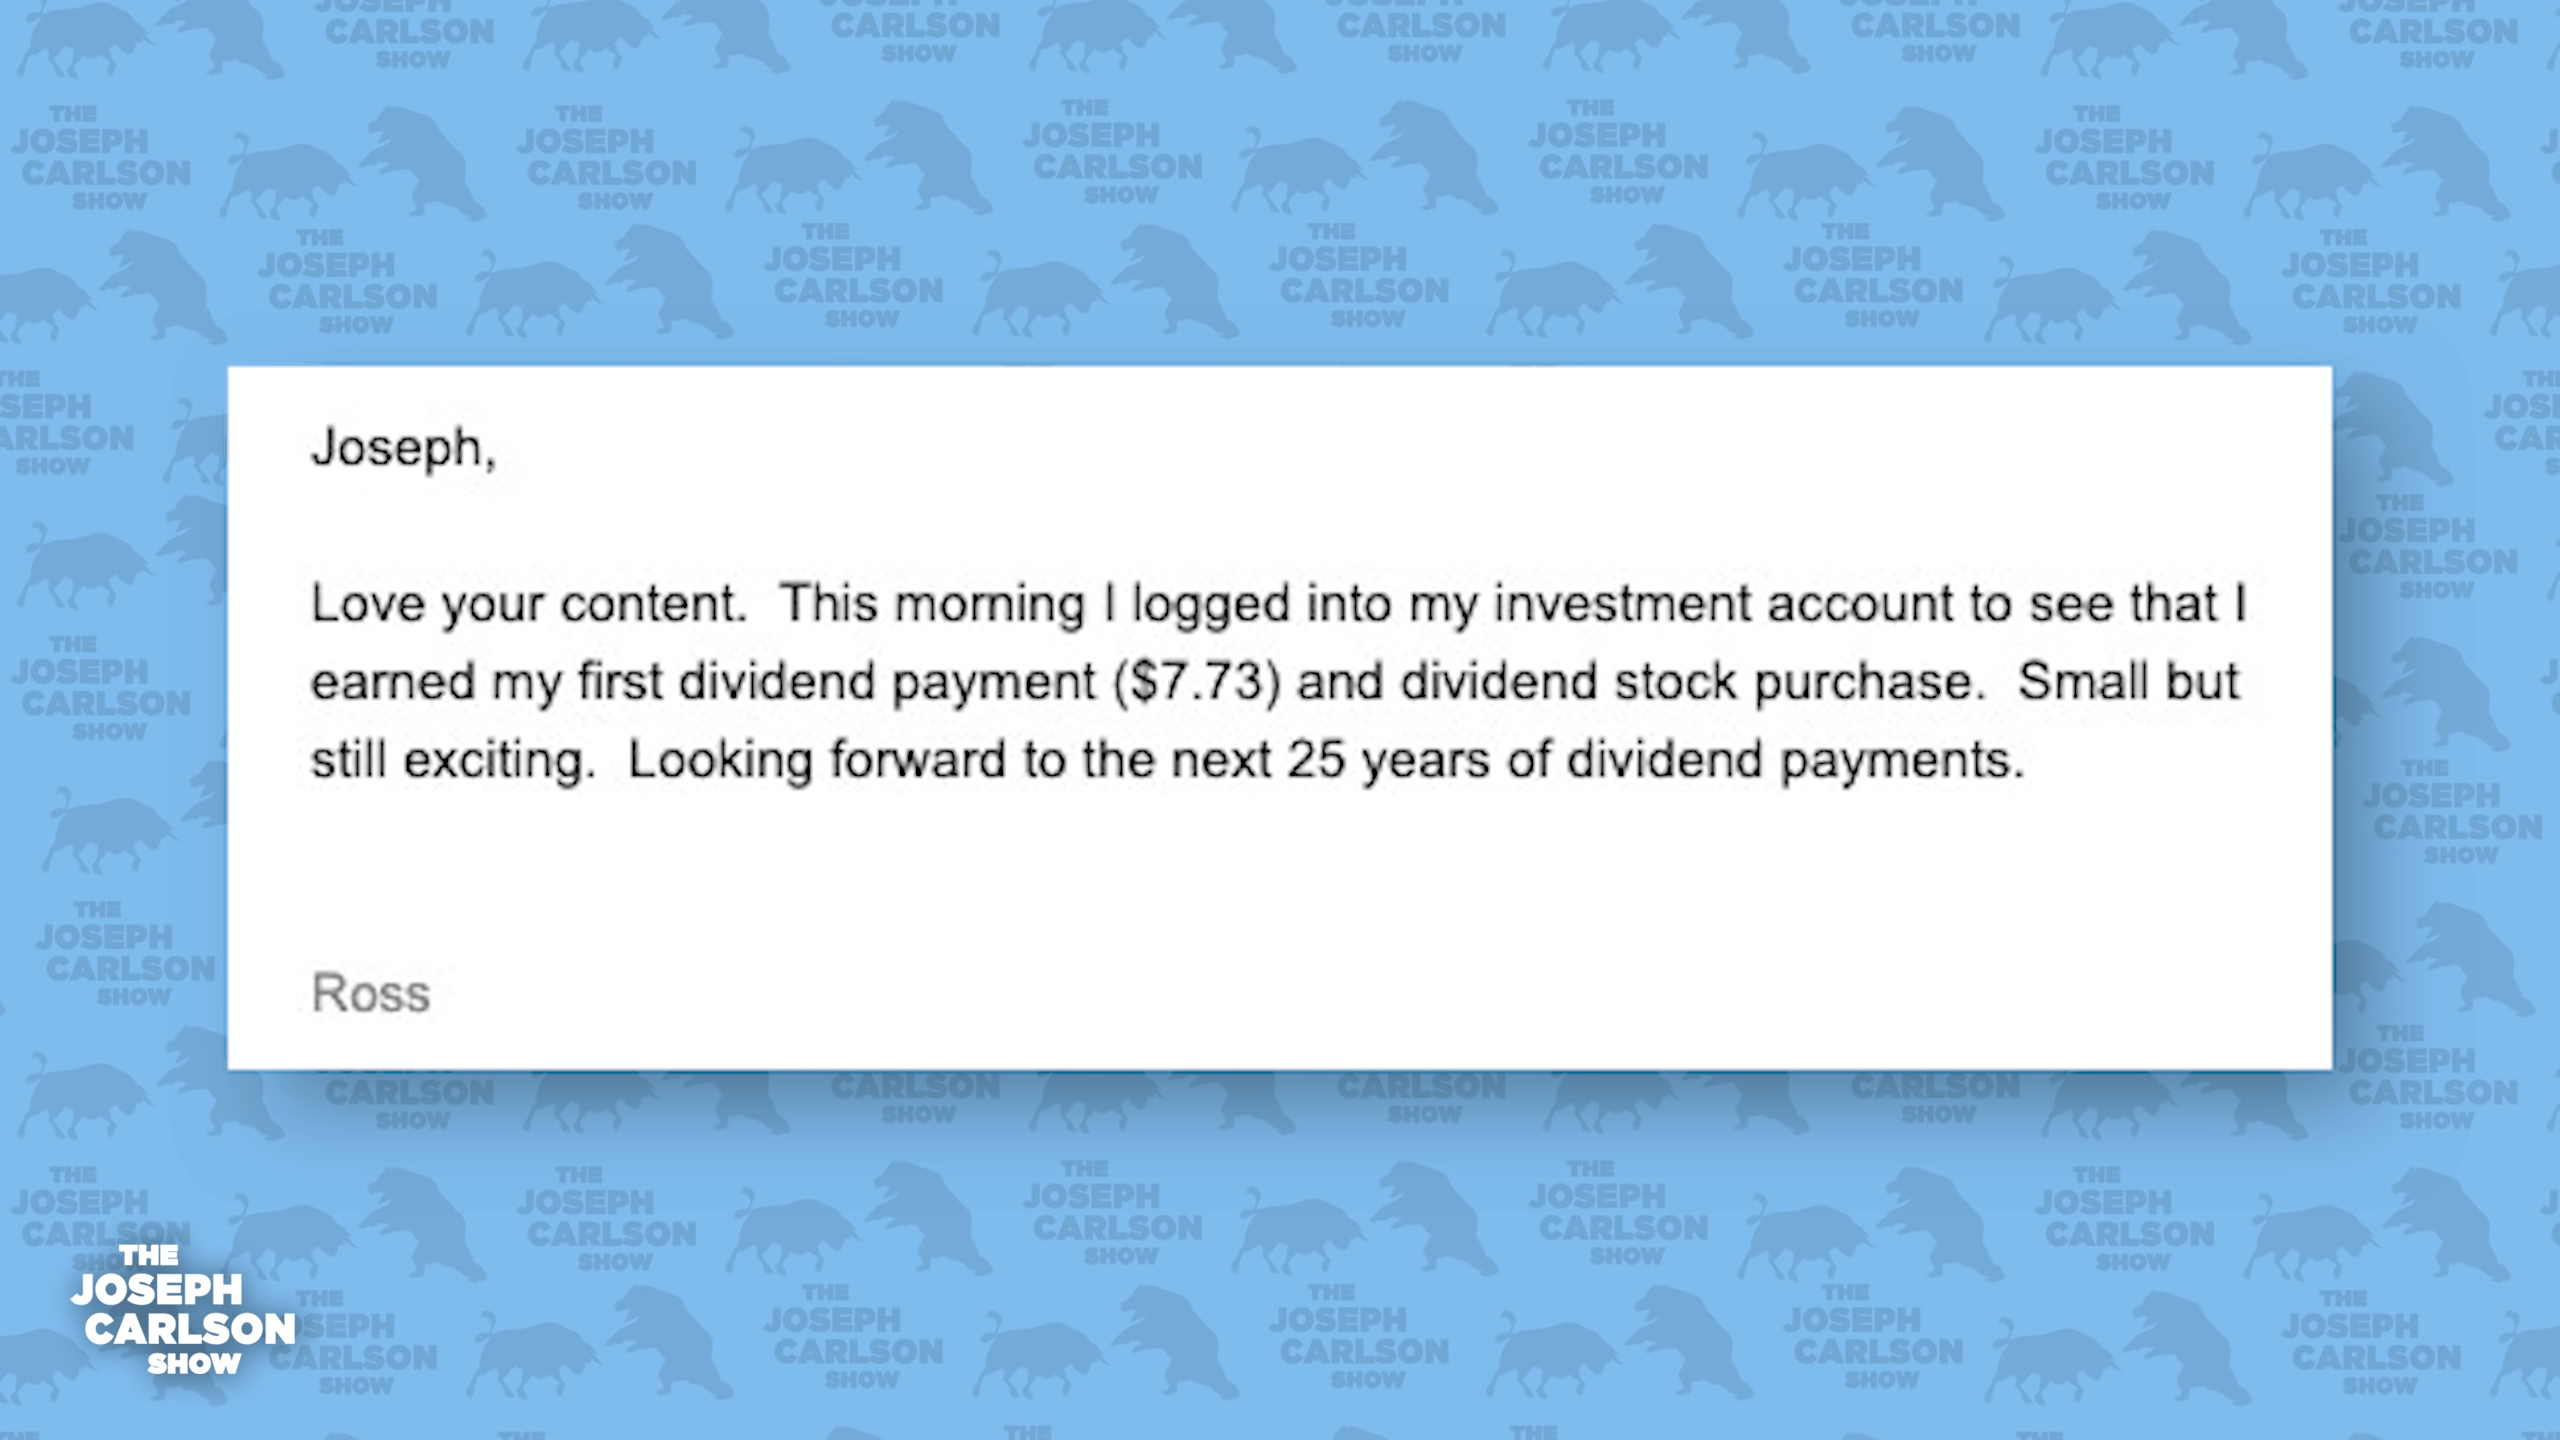 Joseph,
Love your content.  This morning I logged into my investment account to see that I
earned my first dividend payment ($7.73) and dividend stock purchase.  Small but
still exciting.  Looking forward to the next 25 years of dividend payments.
Ross
THE
JOSEPH
CARLSON
SHOW